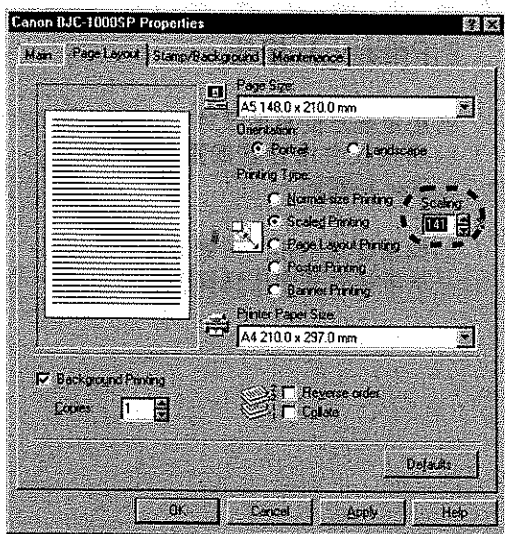 Canon DJC-1000SP Properties
Main Page Layout Stamp/Background Maintenance
Page Size:
A5 148.0 x 210.0 mm
Orientation:
Portrait Landscape
Printing Type:
Normal-size Printing Scaling:
Scaled Printing 141
Page Layout Printing
Poster Printing
Banner Printing
Printer Paper Size:
A4 210.0 x 297.0 mm
Background Printing
Reverse order
Copies: 1
Collate
Defaults
OK Cancel Apply Help